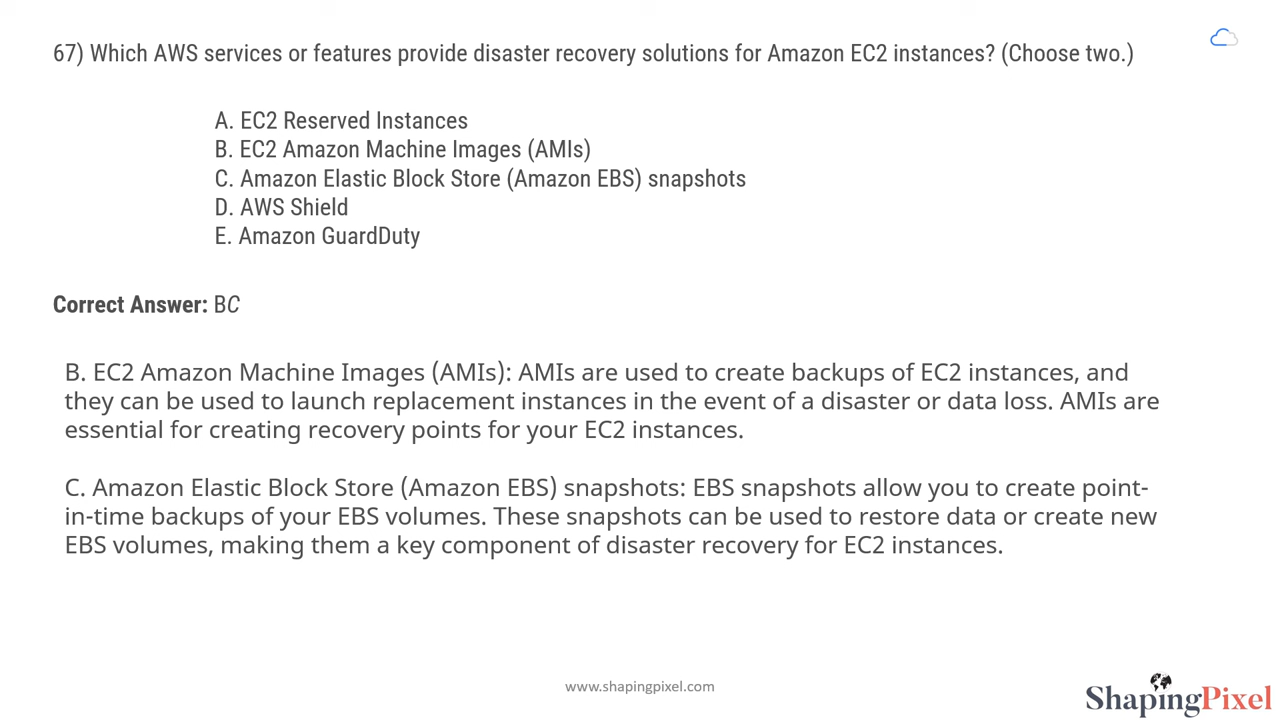 67) Which AWS services or features provide disaster recovery solutions for Amazon EC2 instances? (Choose two.)
A. EC2 Reserved Instances
B. EC2 Amazon Machine Images (AMIs)
C. Amazon Elastic Block Store (Amazon EBS) snapshots
D. AWS Shield
E. Amazon GuardDuty
Correct Answer: BC
B. EC2 Amazon Machine Images (AMIs): AMIs are used to create backups of EC2 instances, and
they can be used to launch replacement instances in the event of a disaster or data loss. AMIs are
essential for creating recovery points for your EC2 instances.
C. Amazon Elastic Block Store (Amazon EBS) snapshots: EBS snapshots allow you to create point-
in-time backups of your EBS volumes. These snapshots can be used to restore data or create new
EBS volumes, making them a key component of disaster recovery for EC2 instances.
www.shapingpixel.com
ShapingPixel